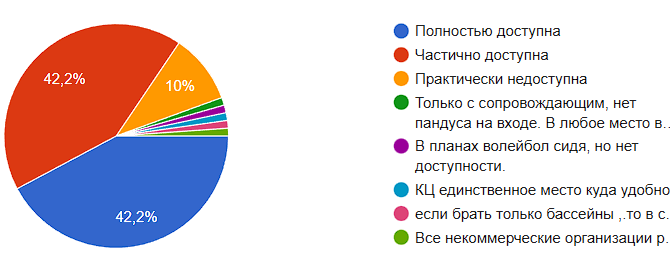 42,2%
10%
42,2%
Полностью доступна
Частично доступна
Практически недоступна
Только с сопровождающим, нет
пандуса на входе. В любое место в...
В планах волейбол сидя, но нет
доступности.
КЦ единственное место куда удобно
если брать только бассейны ,.то в с.
Все некоммерческие организации р.